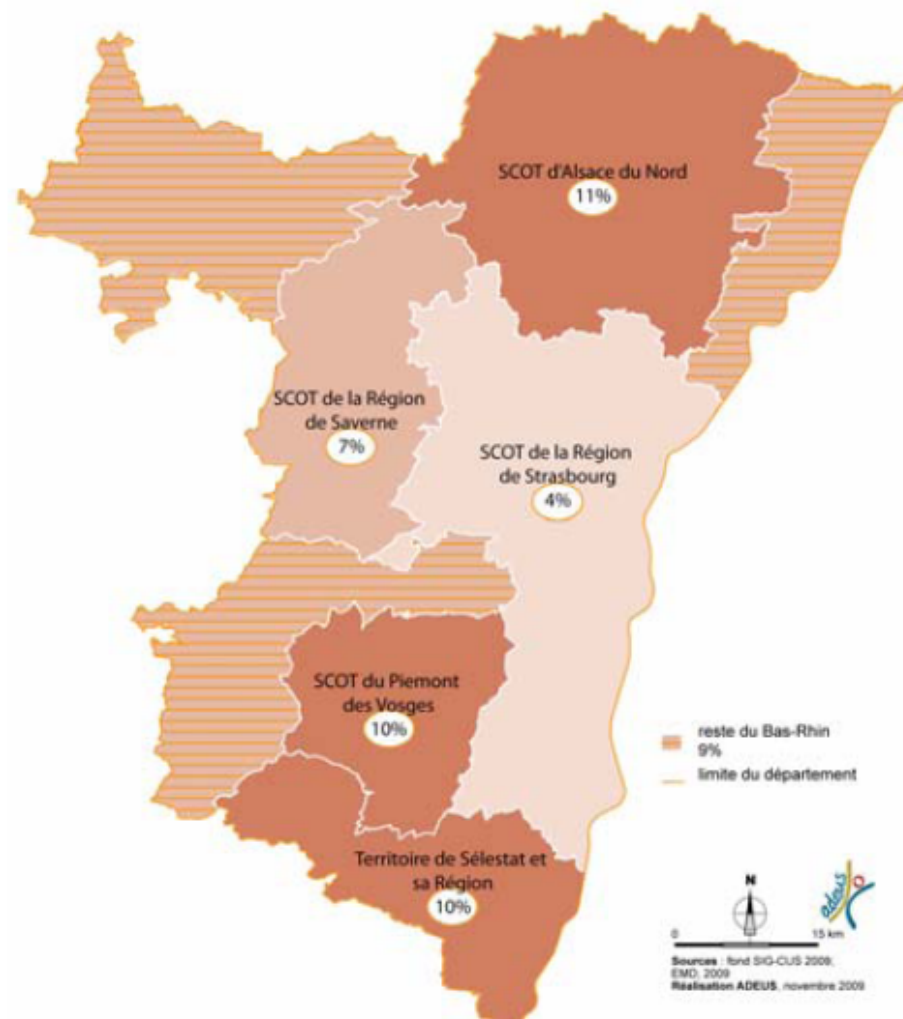 SCOT d'Alsace du Nord
11%
SCOT de la Région
de Saverne
7%
SCOT de la Région
de Strasbourg
4%
SCOT du Piemont
des Vosges
10%
reste du Bas-Rhin
9%
limite du département
Territoire de Sélestat et
sa Région
10%
N
0 15 km
adeus
Sources : fond SIG-CUS 2009;
EMD, 2009
Réalisation ADEUS, novembre 2009